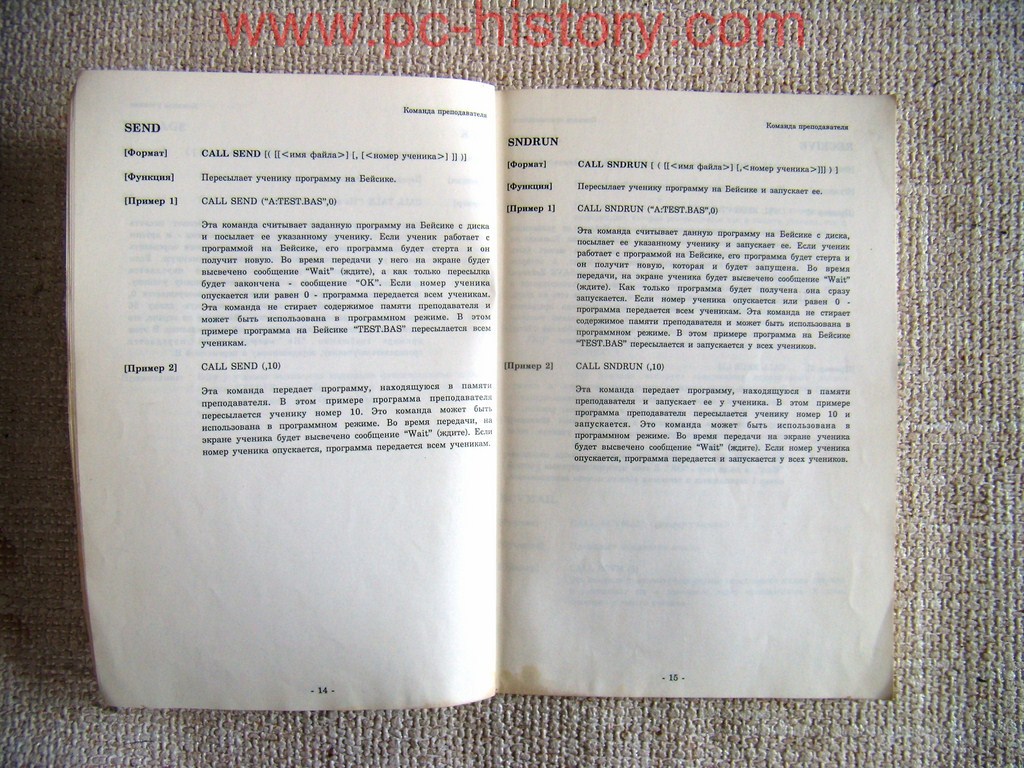 www.pc-history.com
Команда преподавателя
SEND
[Формат] CALL SEND [( [[<имя файла>] [, [<номер ученика>] ]] )]
[Функция] Пересылает ученику программу на Бейсике.
[Пример 1] CALL SEND ("A:TEST.BAS",0)
Эта команда считывает заданную программу на Бейсике с диска
и посылает ее указанному ученику. Если ученик работает с
программой на Бейсике, его программа будет стерта и он
получит новую. Во время передачи у него на экране будет
высвечено сообщение "Wait" (ждите), а как только пересылка
будет закончена - сообщение "OK". Если номер ученика
опускается или равен 0 - программа передается всем ученикам.
Эта команда не стирает содержимое памяти преподавателя и
может быть использована в программном режиме. В этом
примере программа на Бейсике "TEST.BAS" пересылается всем
ученикам.
[Пример 2] CALL SEND (,10)
Эта команда передает программу, находящуюся в памяти
преподавателя. В этом примере программа преподавателя
пересылается ученику номер 10. Это команда может быть
использована в программном режиме. Во время передачи, на
экране ученика будет высвечено сообщение "Wait" (ждите). Если
номер ученика опускается, программа передается всем ученикам.
- 14 -
Команда преподавателя
SNDRUN
[Формат] CALL SNDRUN [ ( [[<имя файла>] [,<номер ученика>]]] ) ]
[Функция] Пересылает ученику программу на Бейсике и запускает ее.
[Пример 1] CALL SNDRUN ("A:TEST.BAS",0)
Эта команда считывает данную программу на Бейсике с диска,
посылает ее указанному ученику и запускает ее. Если ученик
работает с программой на Бейсике, его программа будет стерта и
он получит новую, которая и будет запущена. Во время
передачи, на экране ученика будет высвечено сообщение "Wait"
(ждите). Как только программа будет получена она сразу
запускается. Если номер ученика опускается или равен 0 -
программа передается всем ученикам. Эта команда не стирает
содержимое памяти преподавателя и может быть использована в
программном режиме. В этом примере программа на Бейсике
"TEST.BAS" пересылается и запускается у всех учеников.
[Пример 2] CALL SNDRUN (,10)
Эта команда передает программу, находящуюся в памяти
преподавателя и запускает ее у ученика. В этом примере
программа преподавателя пересылается ученику номер 10 и
запускается. Это команда может быть использована в
программном режиме. Во время передачи на экране ученика
будет высвечено сообщение "Wait" (ждите). Если номер ученика
опускается, программа передается и запускается у всех учеников.
- 15 -